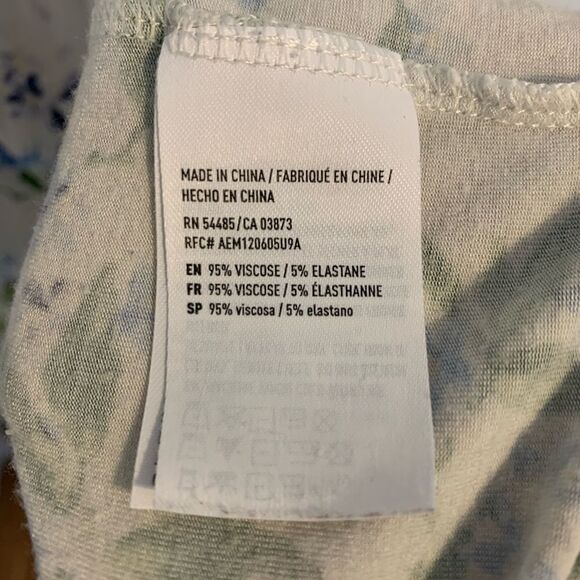 MADE IN CHINA / FABRIQUÉ EN CHINE /
HECHO EN CHINA
RN 54485/CA 03873
RFC# AEM120605U9A
EN 95% VISCOSE / 5% ELASTANE
FR 95% VISCOSE / 5% ÉLASTHANNE
SP 95% viscosa / 5% elastano